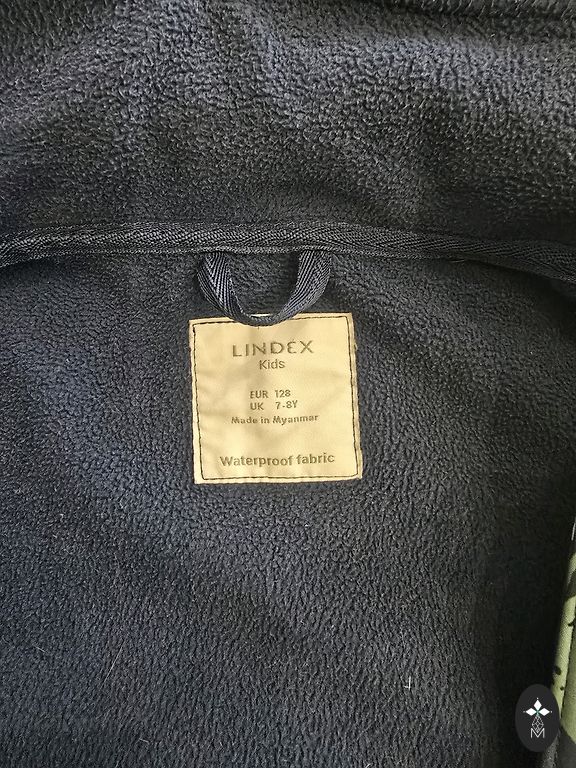 LINDEX
Kids
EUR 128
UK 7-8Y
Made in Myanmar
Waterproof fabric
M